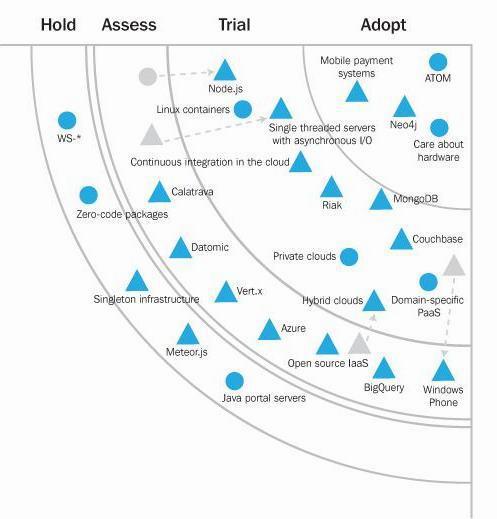 Hold
Assess
Trial
Adopt
Mobile payment
systems
ATOM
Node.js
Linux containers
Neo4j
WS-*
Single threaded servers
with asynchronous I/O
Care about
hardware
Continuous integration in the cloud
Calatrava
Riak
MongoDB
Zero-code packages
Couchbase
Datomic
Private clouds
Vert.x
Singleton infrastructure
Hybrid clouds
Domain-specific
PaaS
Azure
Meteor.js
Open source IaaS
BigQuery
Windows
Phone
Java portal servers